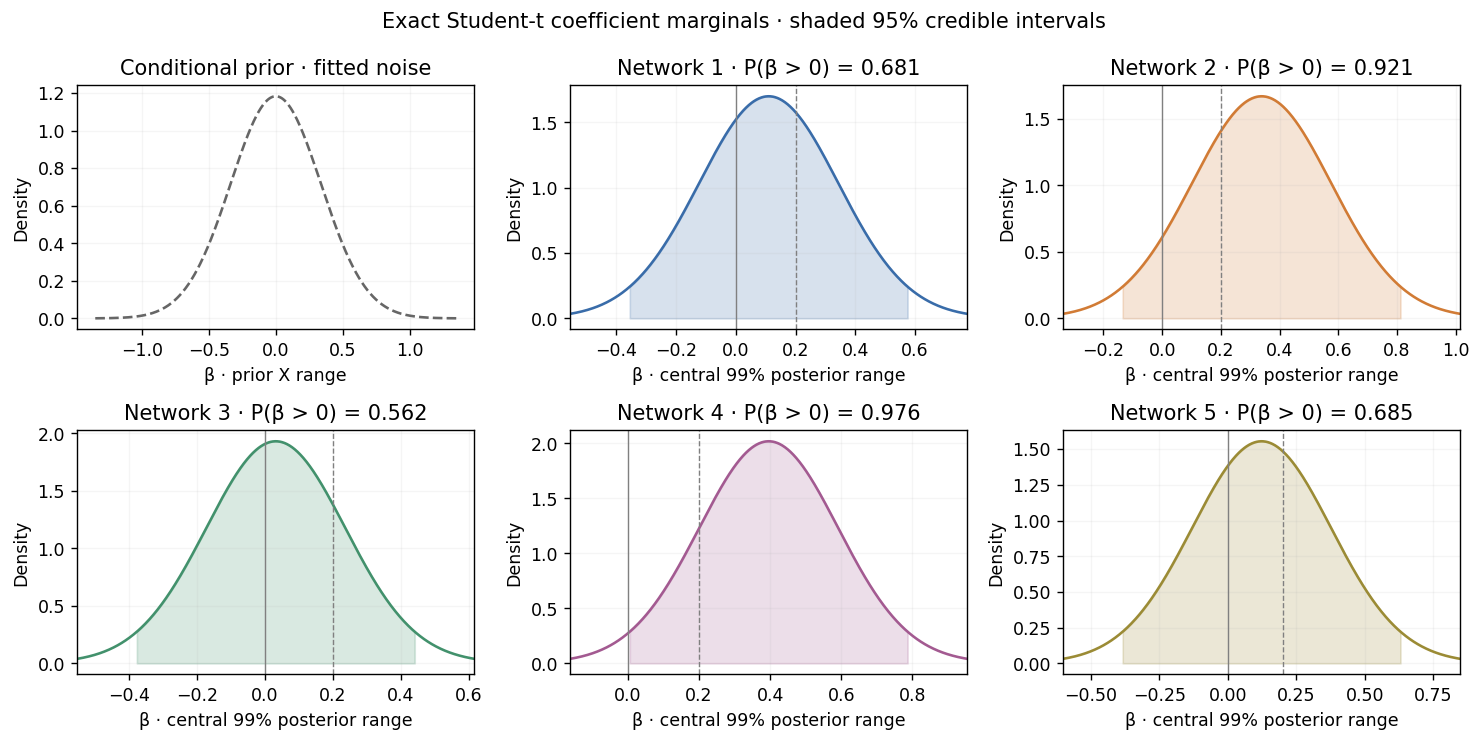 Exact Student-t coefficient marginals · shaded 95% credible intervals
Conditional prior · fitted noise
Density
1.2
1.0
0.8
0.6
0.4
0.2
0.0
−1.0 −0.5 0.0 0.5 1.0
β · prior X range
Network 1 · P(β > 0) = 0.681
Density
1.5
1.0
0.5
0.0
−0.4 −0.2 0.0 0.2 0.4 0.6
β · central 99% posterior range
Network 2 · P(β > 0) = 0.921
Density
1.5
1.0
0.5
0.0
−0.2 0.0 0.2 0.4 0.6 0.8 1.0
β · central 99% posterior range
Network 3 · P(β > 0) = 0.562
Density
2.0
1.5
1.0
0.5
0.0
−0.4 −0.2 0.0 0.2 0.4 0.6
β · central 99% posterior range
Network 4 · P(β > 0) = 0.976
Density
2.0
1.5
1.0
0.5
0.0
0.0 0.2 0.4 0.6 0.8
β · central 99% posterior range
Network 5 · P(β > 0) = 0.685
Density
1.50
1.25
1.00
0.75
0.50
0.25
0.00
−0.50 −0.25 0.00 0.25 0.50 0.75
β · central 99% posterior range